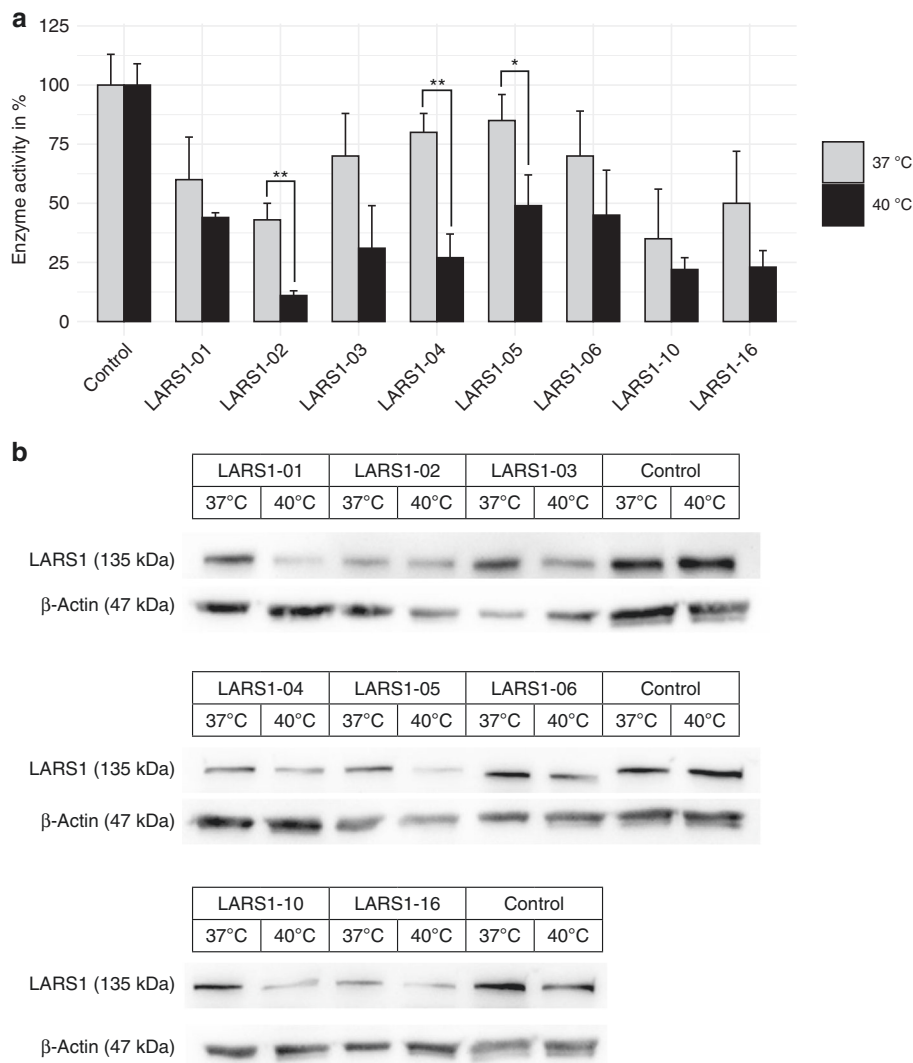 a
125
100
75
50
25
0
Enzyme activity in %
**
**
*
37 °C
40 °C
Control
LARS1-01
LARS1-02
LARS1-03
LARS1-04
LARS1-05
LARS1-06
LARS1-10
LARS1-16
b
LARS1-01 LARS1-02 LARS1-03 Control
37°C 40°C 37°C 40°C 37°C 40°C 37°C 40°C
LARS1 (135 kDa)
β-Actin (47 kDa)
LARS1-04 LARS1-05 LARS1-06 Control
37°C 40°C 37°C 40°C 37°C 40°C 37°C 40°C
LARS1 (135 kDa)
β-Actin (47 kDa)
LARS1-10 LARS1-16 Control
37°C 40°C 37°C 40°C 37°C 40°C
LARS1 (135 kDa)
β-Actin (47 kDa)